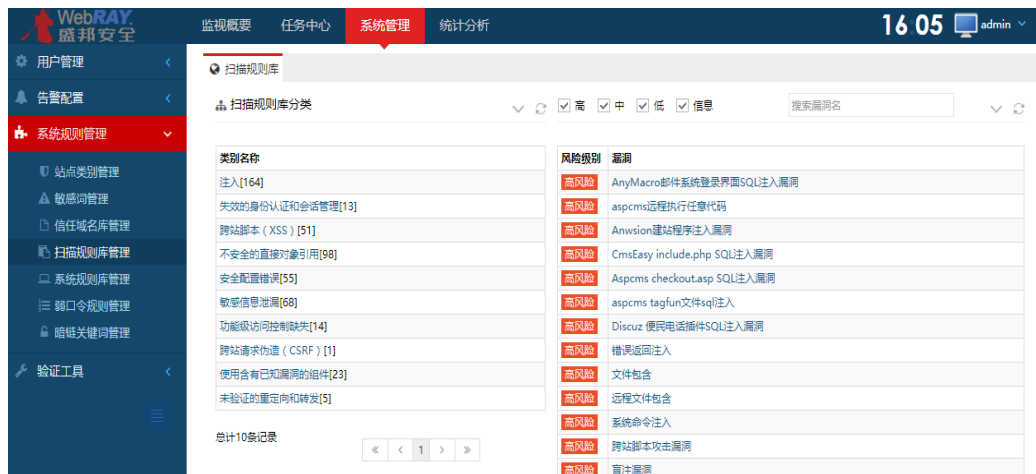 WebRAY.
盛邦安全
监视概要 任务中心 系统管理 统计分析
16 05 admin
用户管理
告警配置
系统规则管理
站点类别管理
敏感词管理
信任域名库管理
扫描规则库管理
系统规则库管理
弱口令规则管理
暗链关键词管理
验证工具
扫描规则库
扫描规则库分类
类别名称
注入[164]
失效的身份认证和会话管理[13]
跨站脚本（XSS）[51]
不安全的直接对象引用[98]
安全配置错误[55]
敏感信息泄漏[68]
功能级访问控制缺失[14]
跨站请求伪造（CSRF）[1]
使用含有已知漏洞的组件[23]
未验证的重定向和转发[5]
总计10条记录
« < 1 > »
高 中 低 信息 搜索漏洞名
风险级别 漏洞
高风险 AnyMacro邮件系统登录界面SQL注入漏洞
高风险 aspcms远程执行任意代码
高风险 Anwsion建站程序注入漏洞
高风险 CmsEasy include.php SQL注入漏洞
高风险 Aspcms checkout.asp SQL注入漏洞
高风险 aspcms tagfun文件sql注入
高风险 Discuz 便民电话插件SQL注入漏洞
高风险 错误返回注入
高风险 文件包含
高风险 远程文件包含
高风险 系统命令注入
高风险 跨站脚本攻击漏洞
高风险 盲注漏洞